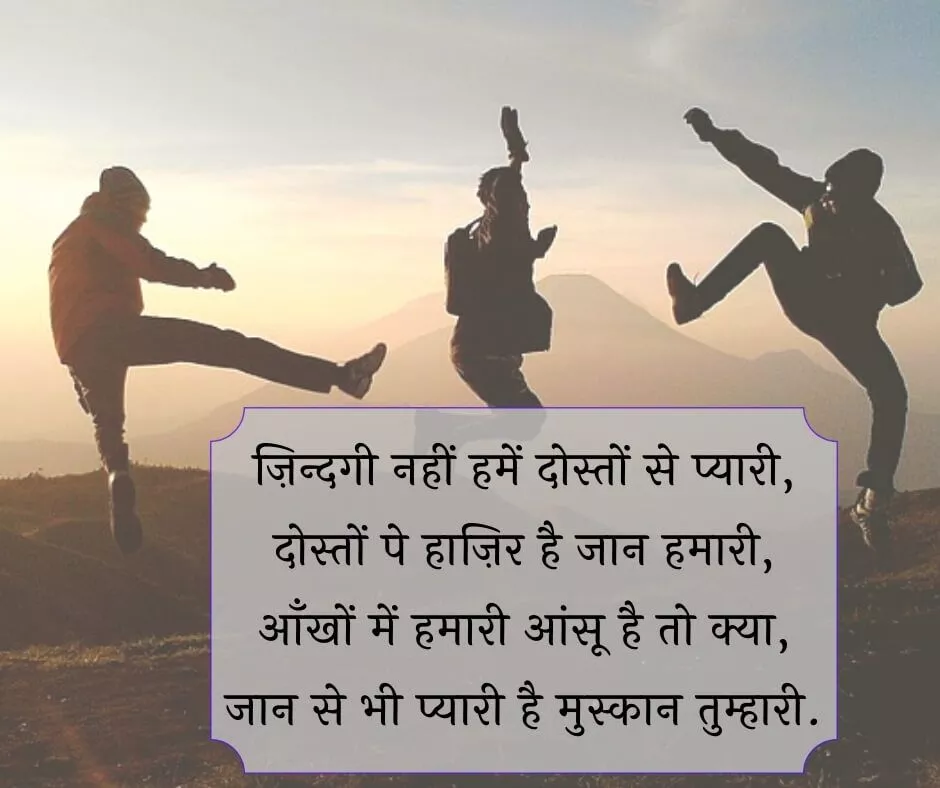 ज़िन्दगी नहीं हमें दोस्तों से प्यारी,
दोस्तों पे हाज़िर है जान हमारी,
आँखों में हमारी आंसू है तो क्या,
जान से भी प्यारी है मुस्कान तुम्हारी.